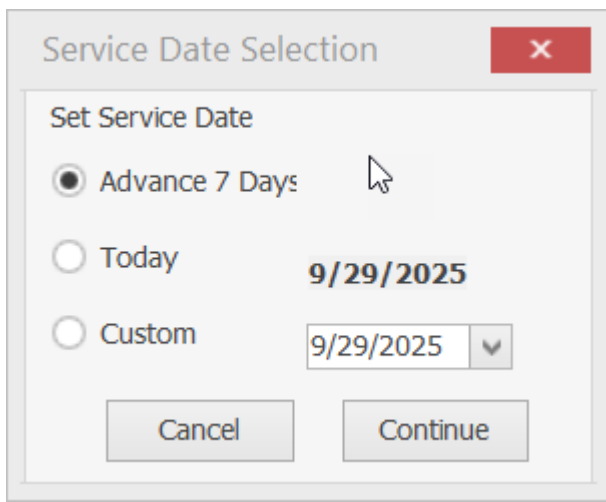 Service Date Selection
Set Service Date
Advance 7 Days
Today
9/29/2025
Custom
9/29/2025
Cancel
Continue